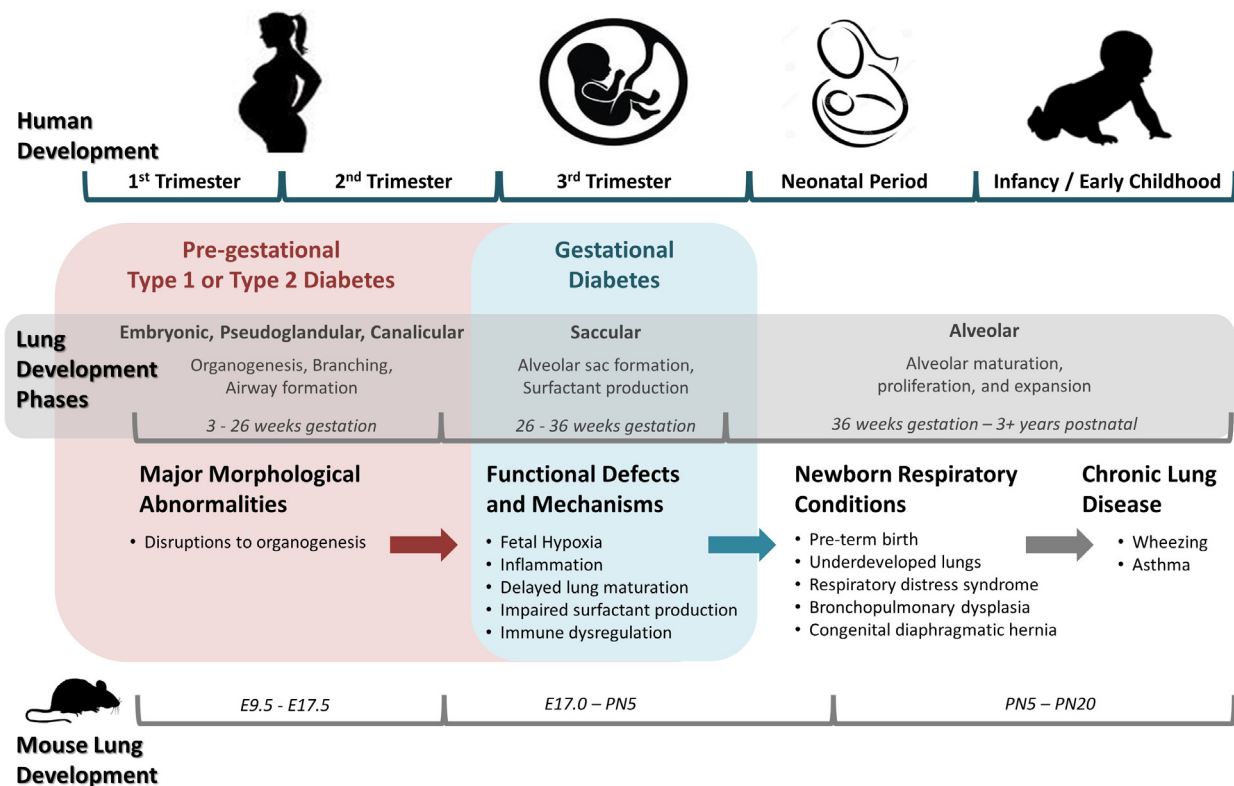 Human
Development
1st Trimester
2nd Trimester
3rd Trimester
Neonatal Period
Infancy / Early Childhood
Pre-gestational
Type 1 or Type 2 Diabetes
Gestational
Diabetes
Lung
Development
Phases
Embryonic, Pseudoglandular, Canalicular
Organogenesis, Branching,
Airway formation
3 - 26 weeks gestation
Saccular
Alveolar sac formation,
Surfactant production
26 - 36 weeks gestation
Alveolar
Alveolar maturation,
proliferation, and expansion
36 weeks gestation – 3+ years postnatal
Major Morphological
Abnormalities
• Disruptions to organogenesis
Functional Defects
and Mechanisms
• Fetal Hypoxia
• Inflammation
• Delayed lung maturation
• Impaired surfactant production
• Immune dysregulation
Newborn Respiratory
Conditions
• Pre-term birth
• Underdeveloped lungs
• Respiratory distress syndrome
• Bronchopulmonary dysplasia
• Congenital diaphragmatic hernia
Chronic Lung
Disease
• Wheezing
• Asthma
E9.5 - E17.5
E17.0 – PN5
PN5 – PN20
Mouse Lung
Development